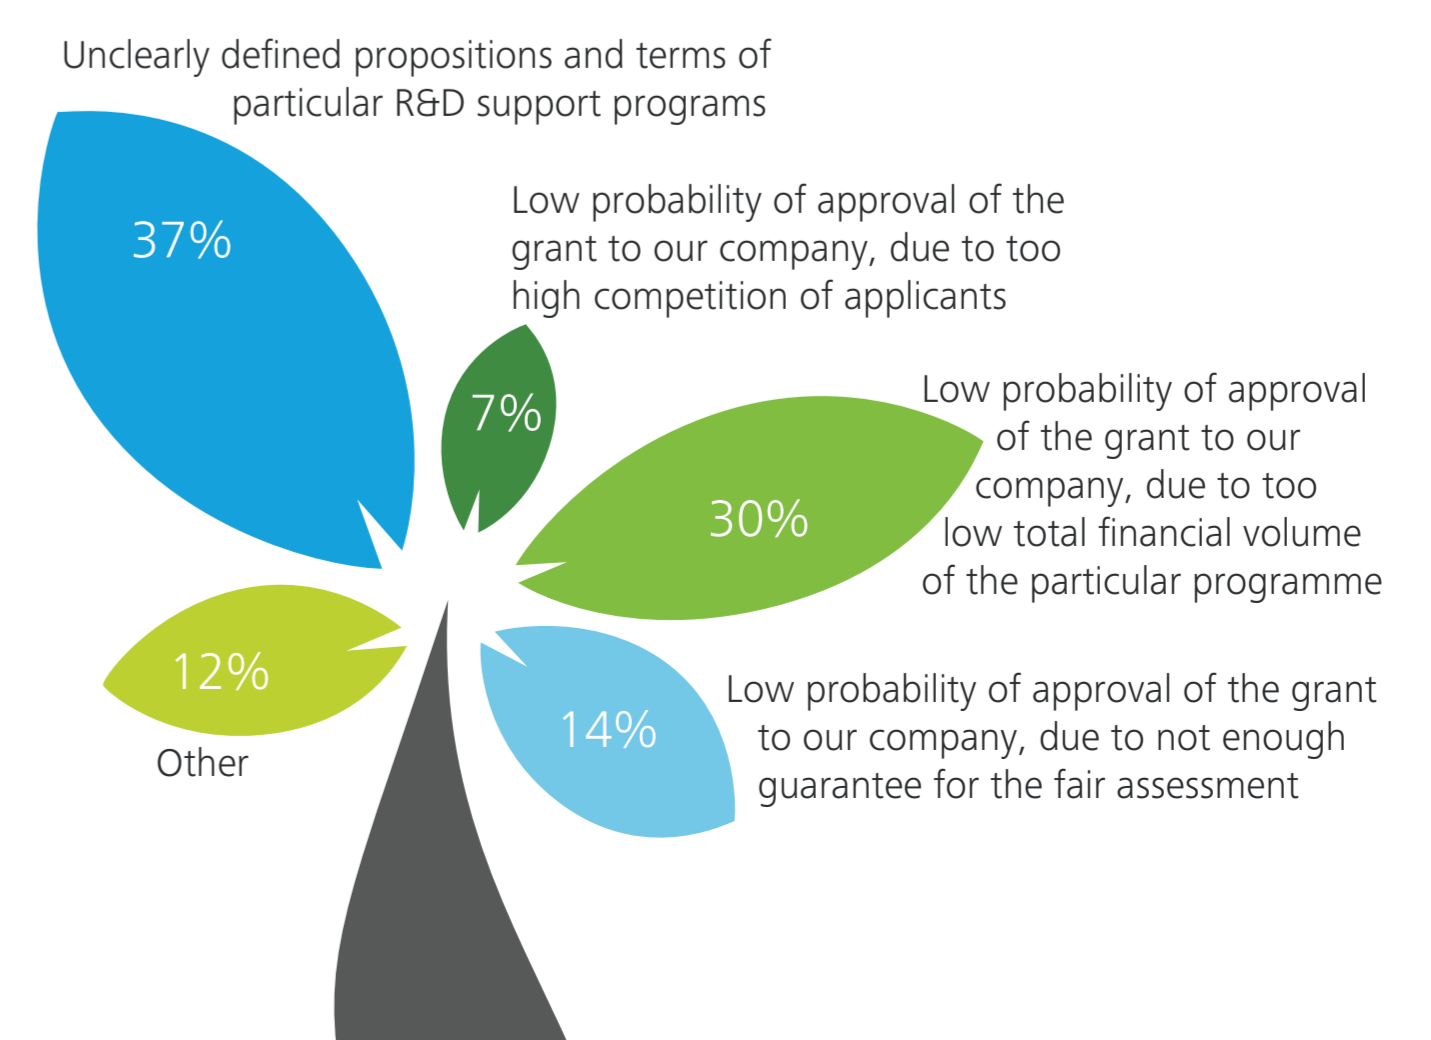 Unclearly defined propositions and terms of
particular R&D support programs
37%
Low probability of approval of the
grant to our company, due to too
high competition of applicants
7%
Low probability of approval
of the grant to our
company, due to too
low total financial volume
of the particular programme
30%
12%
Other
14%
Low probability of approval of the grant
to our company, due to not enough
guarantee for the fair assessment